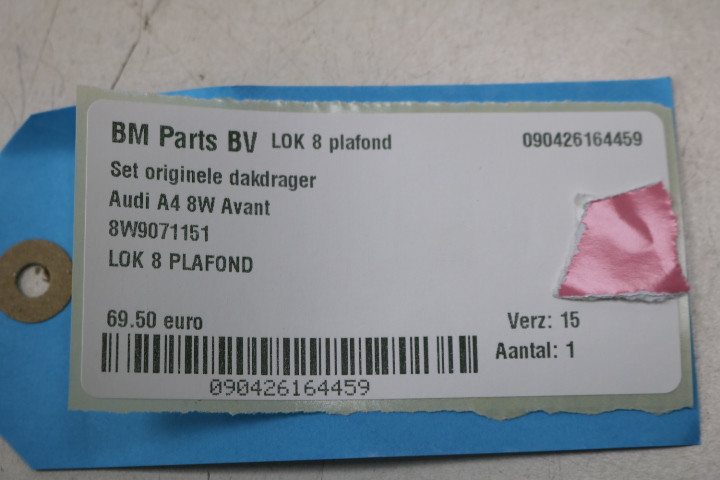 BM Parts BV LOK 8 plafond 090426164459
Set originele dakdrager
Audi A4 8W Avant
8W9071151
LOK 8 PLAFOND
69.50 euro Verz: 15
Aantal: 1
090426164459